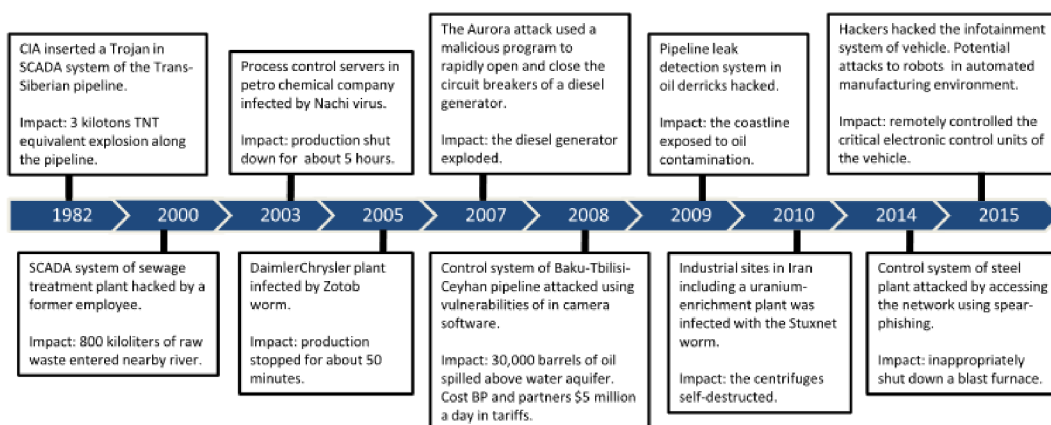 CIA inserted a Trojan in
SCADA system of the Trans-
Siberian pipeline.
Impact: 3 kilotons TNT
equivalent explosion along
the pipeline.
Process control servers in
petro chemical company
infected by Nachi virus.
Impact: production shut
down for about 5 hours.
The Aurora attack used a
malicious program to
rapidly open and close the
circuit breakers of a diesel
generator.
Impact: the diesel generator
exploded.
Pipeline leak
detection system in
oil derricks hacked.
Impact: the coastline
exposed to oil
contamination.
Hackers hacked the infotainment
system of vehicle. Potential
attacks to robots in automated
manufacturing environment.
Impact: remotely controlled the
critical electronic control units of
the vehicle.
1982 2000 2003 2005 2007 2008 2009 2010 2014 2015
SCADA system of sewage
treatment plant hacked by a
former employee.
Impact: 800 kiloliters of raw
waste entered nearby river.
DaimlerChrysler plant
infected by Zotob
worm.
Impact: production
stopped for about 50
minutes.
Control system of Baku-Tbilisi-
Ceyhan pipeline attacked using
vulnerabilities of in camera
software.
Impact: 30,000 barrels of oil
spilled above water aquifer.
Cost BP and partners $5 million
a day in tariffs.
Industrial sites in Iran
including a uranium-
enrichment plant was
infected with the Stuxnet
worm.
Impact: the centrifuges
self-destructed.
Control system of steel
plant attacked by accessing
the network using spear-
phishing.
Impact: inappropriately
shut down a blast furnace.